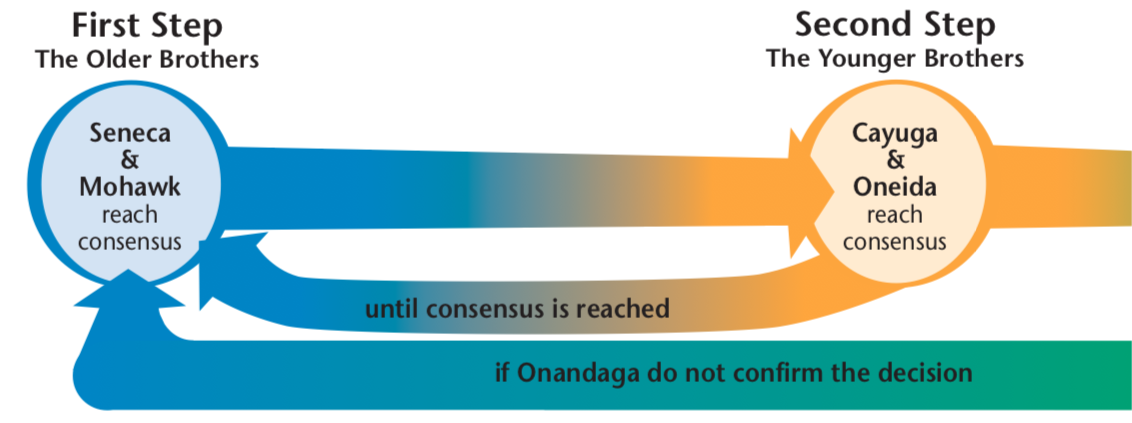 First Step
The Older Brothers
Seneca
&
Mohawk
reach
consensus
Second Step
The Younger Brothers
Cayuga
&
Oneida
reach
consensus
until consensus is reached
if Onandaga do not confirm the decision